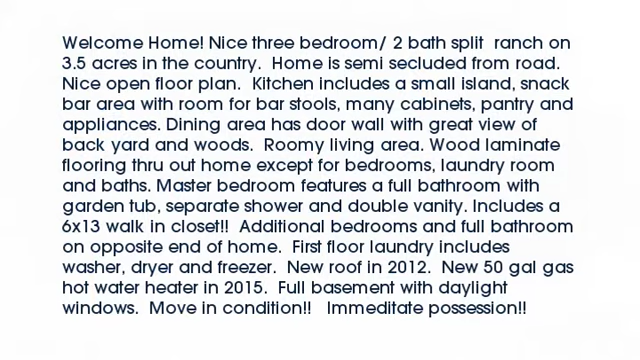 Welcome Home! Nice three bedroom/ 2 bath split ranch on
3.5 acres in the country. Home is semi secluded from road.
Nice open floor plan. Kitchen includes a small island, snack
bar area with room for bar stools, many cabinets, pantry and
appliances. Dining area has door wall with great view of
back yard and woods. Roomy living area. Wood laminate
flooring thru out home except for bedrooms, laundry room
and baths. Master bedroom features a full bathroom with
garden tub, separate shower and double vanity. Includes a
6x13 walk in closet!! Additional bedrooms and full bathroom
on opposite end of home. First floor laundry includes
washer, dryer and freezer. New roof in 2012. New 50 gal gas
hot water heater in 2015. Full basement with daylight
windows. Move in condition!! Immeditate possession!!